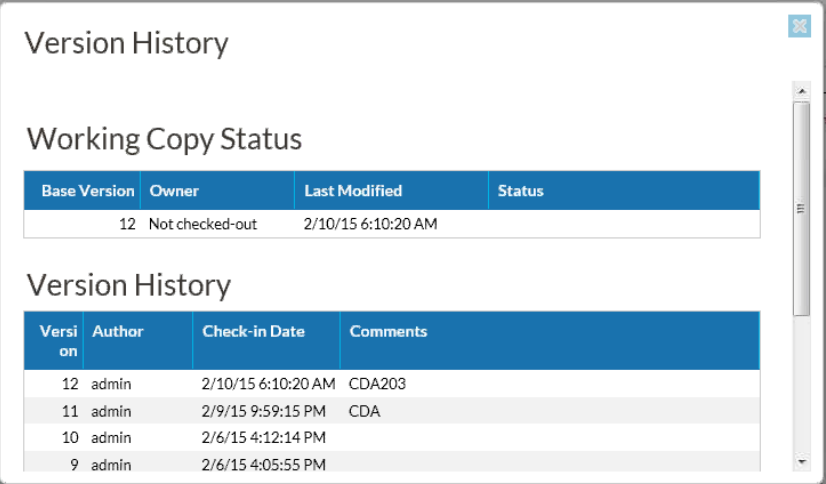 Version History
Working Copy Status
Base Version Owner Last Modified Status
12 Not checked-out 2/10/15 6:10:20 AM
Version History
Versi Author Check-in Date Comments
on
12 admin 2/10/15 6:10:20 AM CDA203
11 admin 2/9/15 9:59:15 PM CDA
10 admin 2/6/15 4:12:14 PM
9 admin 2/6/15 4:05:55 PM